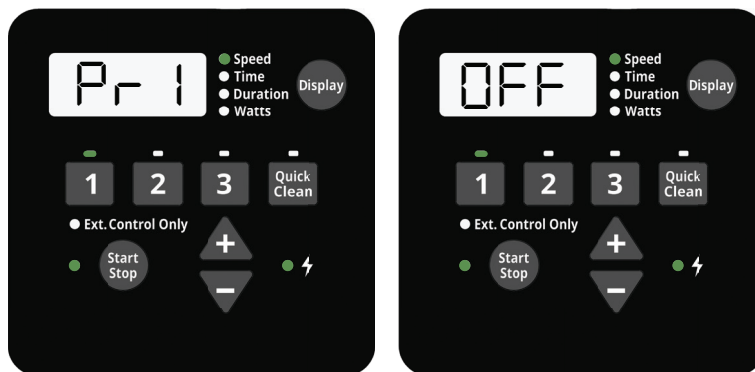 Pr 1
Speed
Time
Duration
Watts
Display
1
2
3
Quick
Clean
Ext. Control Only
Start
Stop
+
−
OFF
Speed
Time
Duration
Watts
Display
1
2
3
Quick
Clean
Ext. Control Only
Start
Stop
+
−